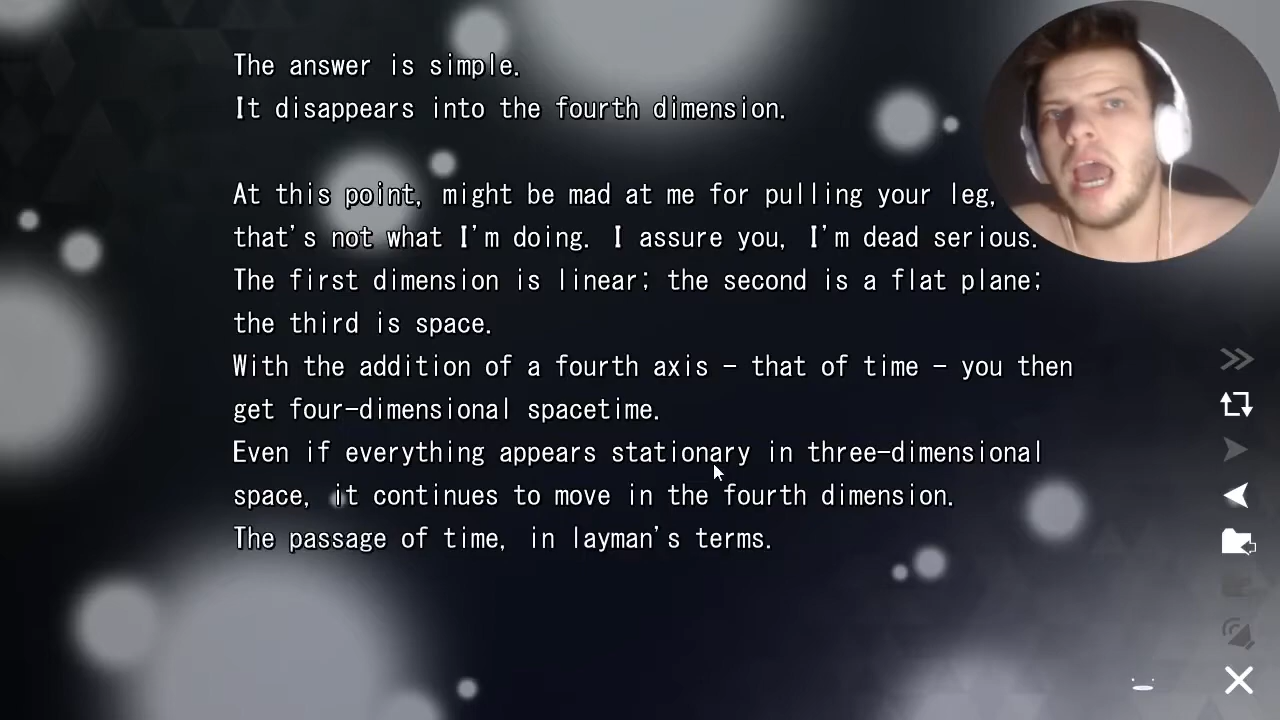 The answer is simple.
It disappears into the fourth dimension.
At this point, might be mad at me for pulling your leg,
that's not what I'm doing. I assure you, I'm dead serious.
The first dimension is linear; the second is a flat plane;
the third is space.
With the addition of a fourth axis – that of time – you then
get four-dimensional spacetime.
Even if everything appears stationary in three-dimensional
space, it continues to move in the fourth dimension.
The passage of time, in layman's terms.